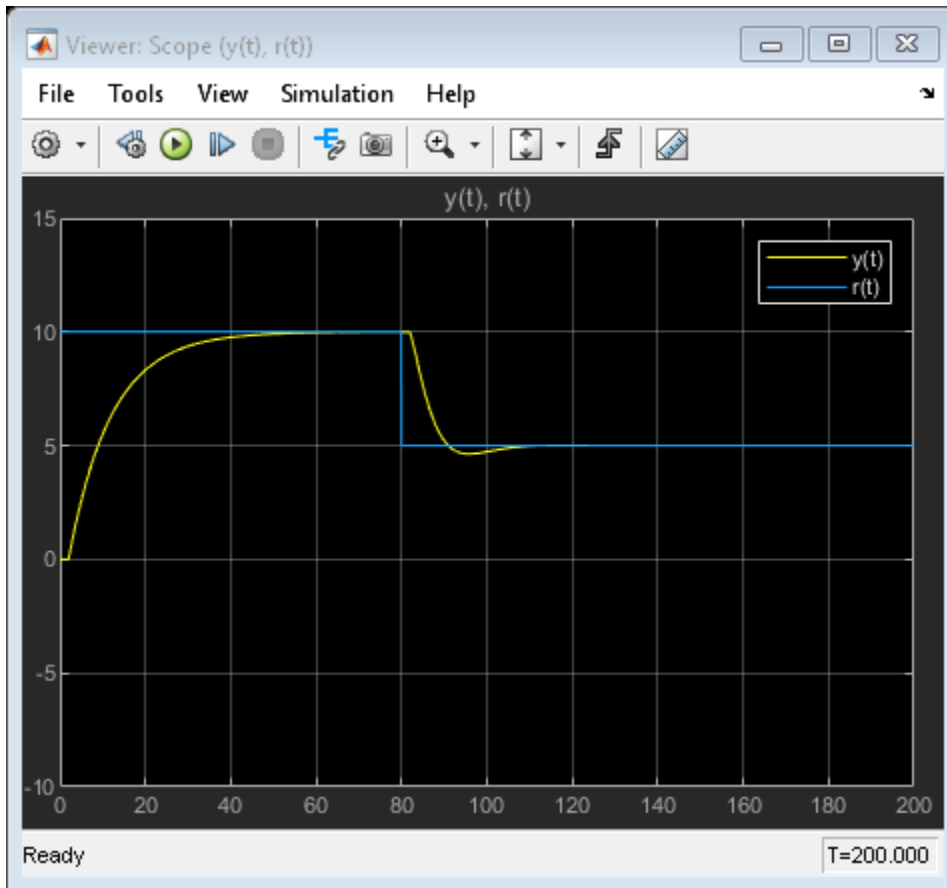 Viewer: Scope (y(t), r(t))
File Tools View Simulation Help
y(t), r(t)
15
y(t)
r(t)
10
5
0
-5
-10
0 20 40 60 80 100 120 140 160 180 200
Ready T=200.000